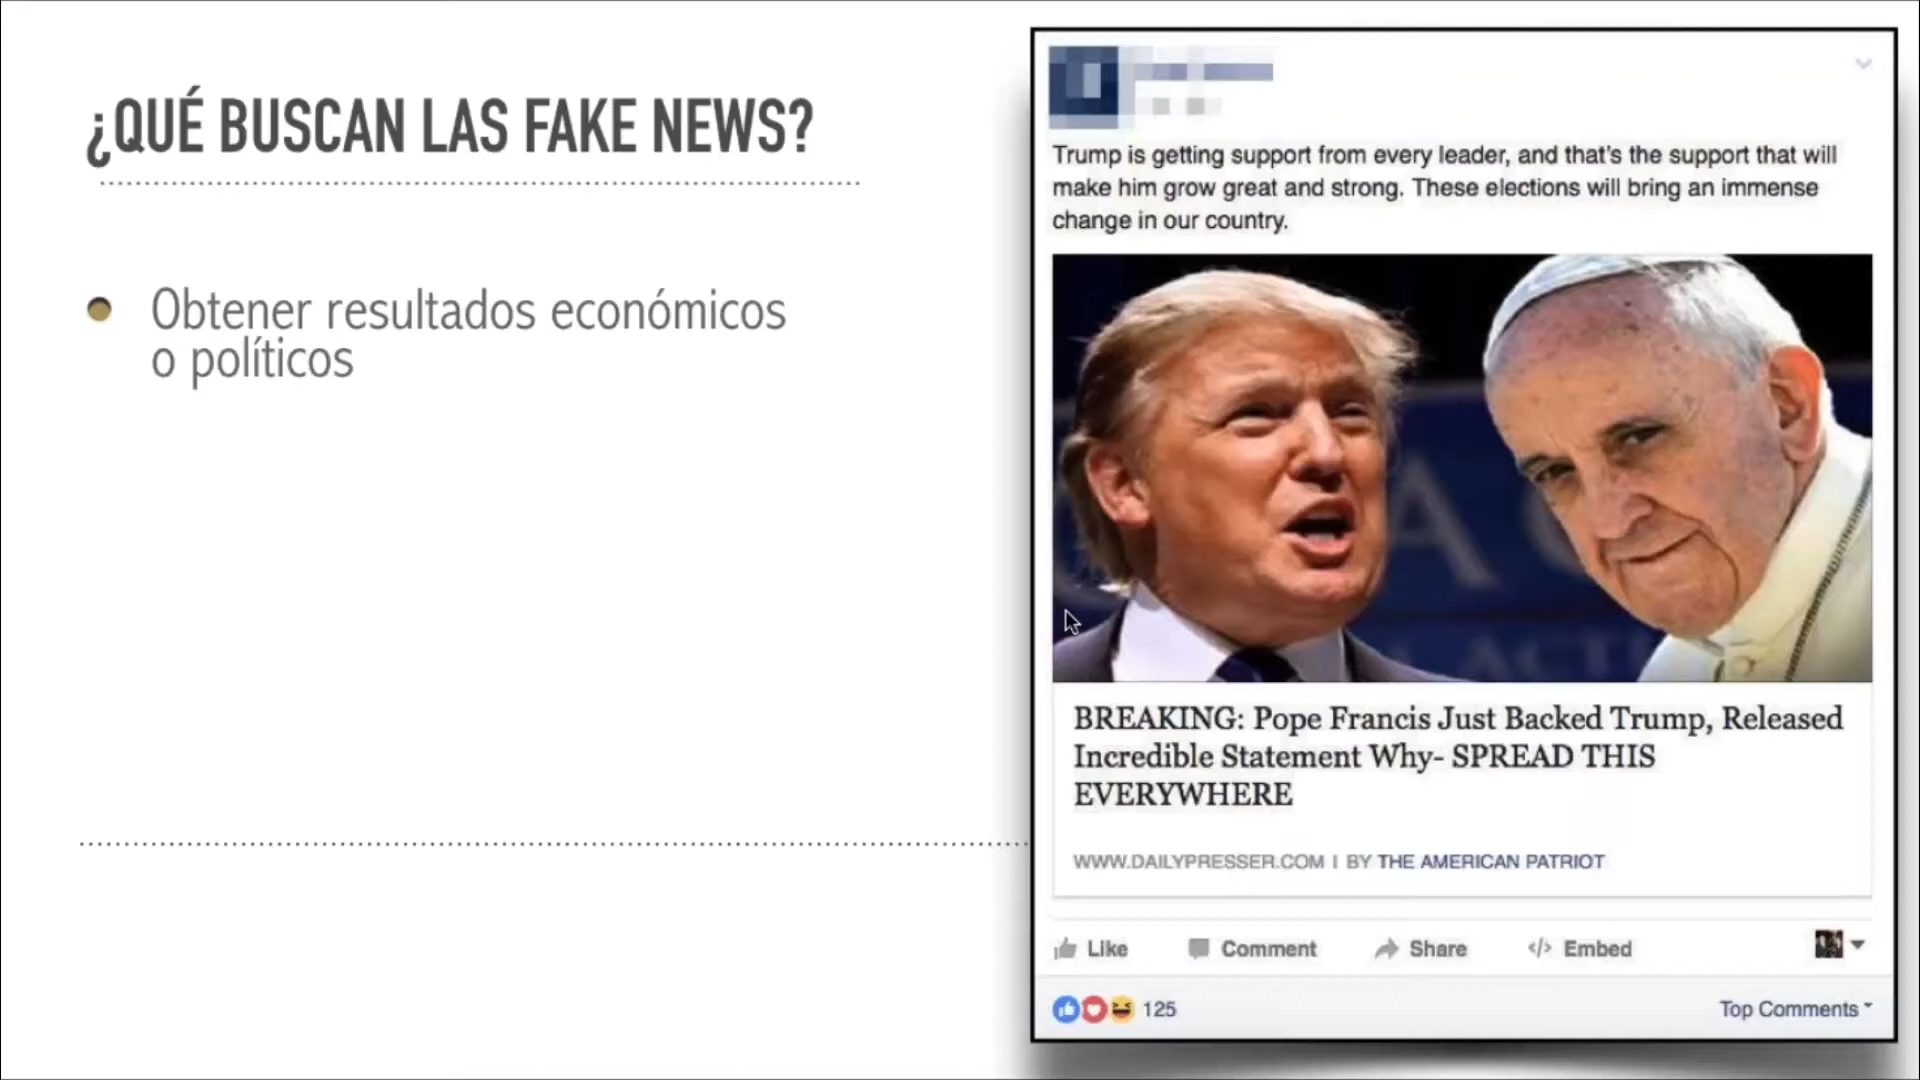 ¿QUÉ BUSCAN LAS FAKE NEWS?
Obtener resultados económicos
o políticos
Trump is getting support from every leader, and that's the support that will
make him grow great and strong. These elections will bring an immense
change in our country.
BREAKING: Pope Francis Just Backed Trump, Released
Incredible Statement Why- SPREAD THIS
EVERYWHERE
WWW.DAILYPRESSER.COM | BY THE AMERICAN PATRIOT
Like Comment Share Embed
125 Top Comments